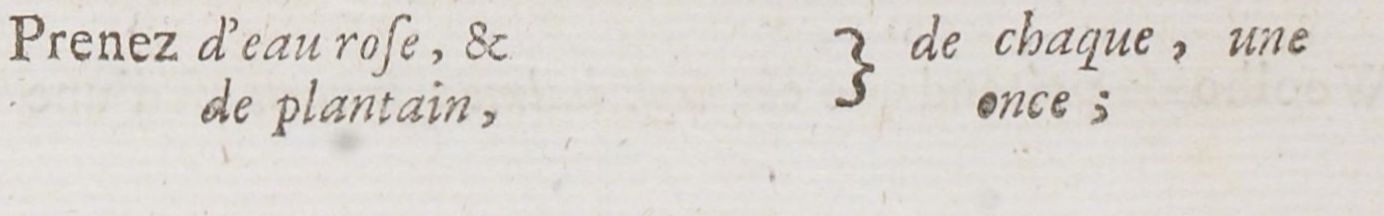 Prenez d'eau roſe, & } de chaque, une
de plantain, once ;